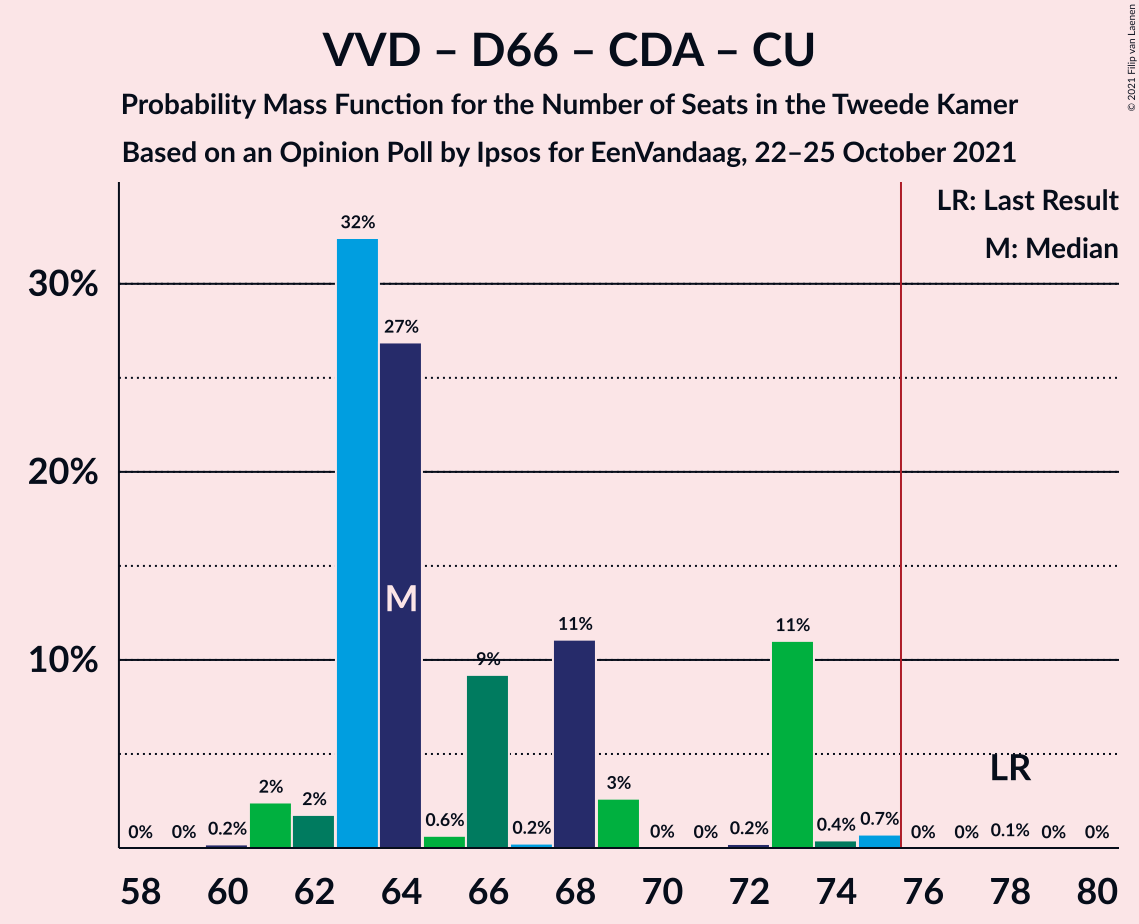 VVD – D66 – CDA – CU
Probability Mass Function for the Number of Seats in the Tweede Kamer
Based on an Opinion Poll by Ipsos for EenVandaag, 22–25 October 2021
© 2021 Filip van Laenen
LR: Last Result
M: Median
30%
20%
10%
0% 0% 0.2% 2% 2% 32% 27% 0.6% 9% 0.2% 11% 3% 0% 0% 0.2% 11% 0.4% 0.7% 0% 0% 0.1% 0% 0%
M
LR
58 60 62 64 66 68 70 72 74 76 78 80